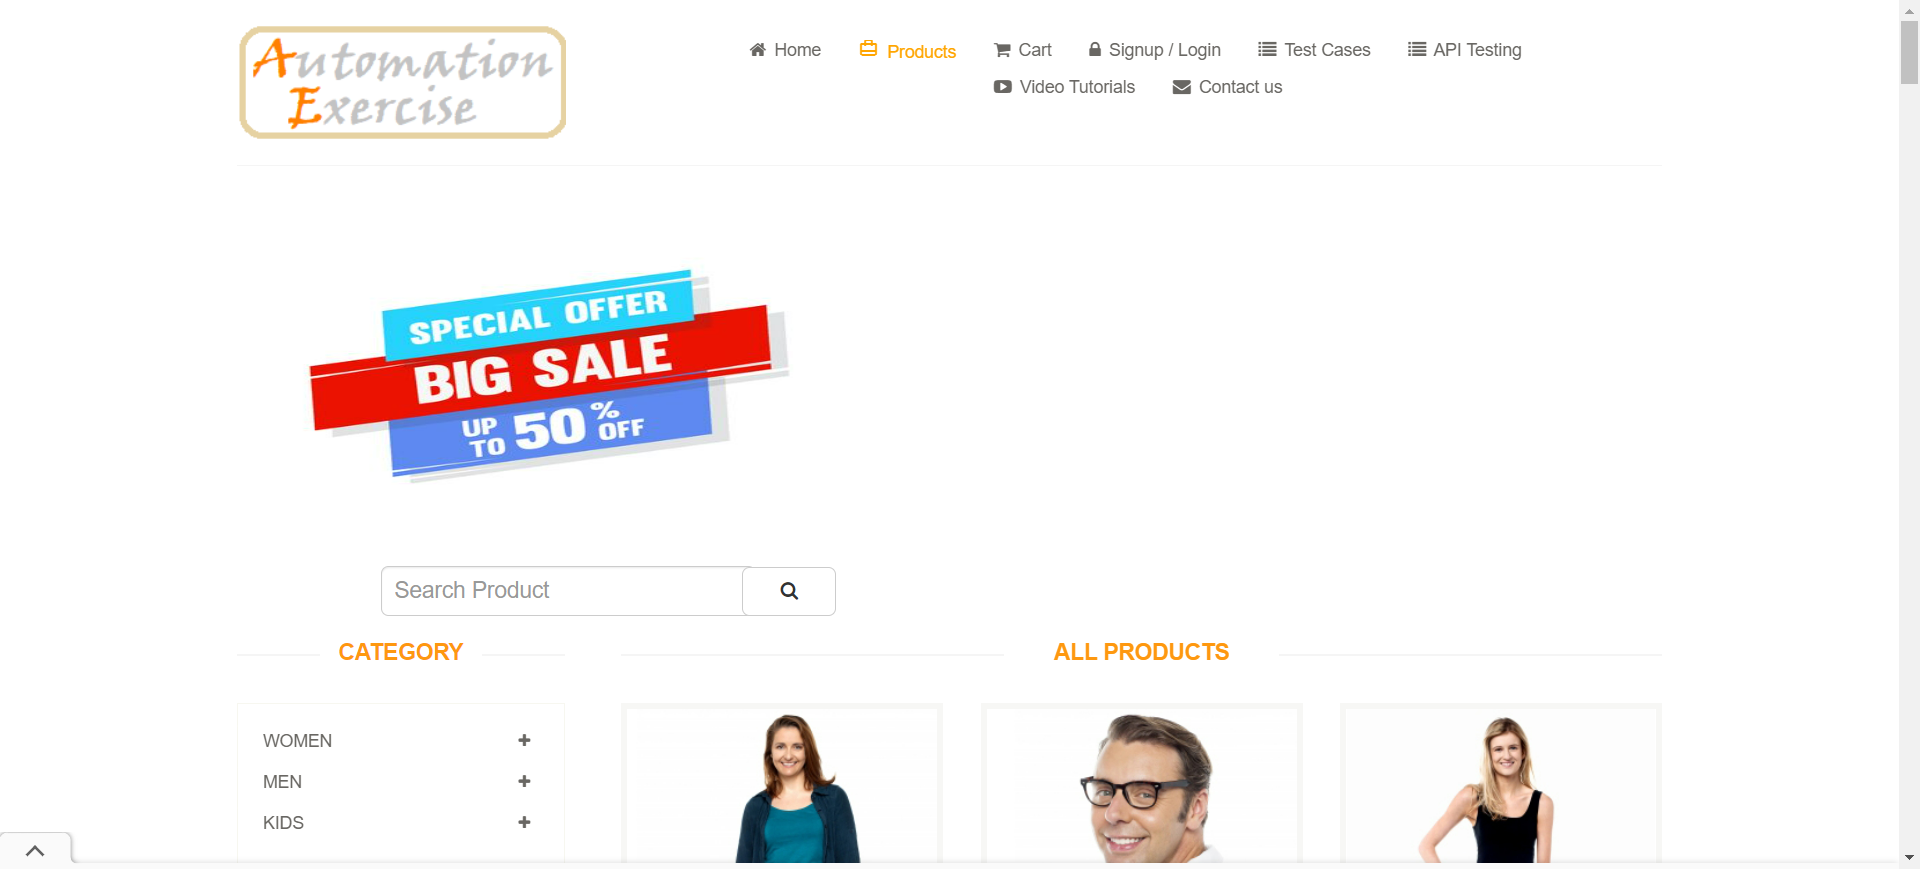 Automation
Exercise
Home
Products
Cart
Signup / Login
Test Cases
API Testing
Video Tutorials
Contact us
SPECIAL OFFER
BIG SALE
UP TO 50% OFF
Search Product
CATEGORY
ALL PRODUCTS
WOMEN
MEN
KIDS